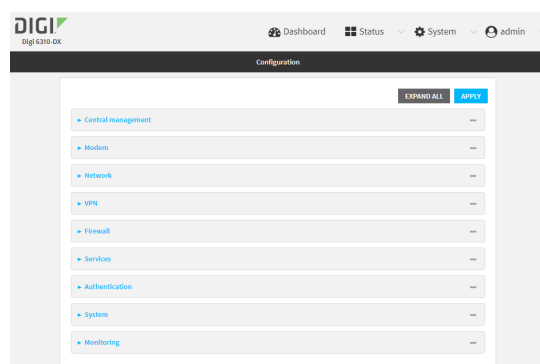 DIGI
Digi 6310-DX
Dashboard Status System admin
Configuration
EXPAND ALL APPLY
Central management
Modem
Network
VPN
Firewall
Services
Authentication
System
Monitoring